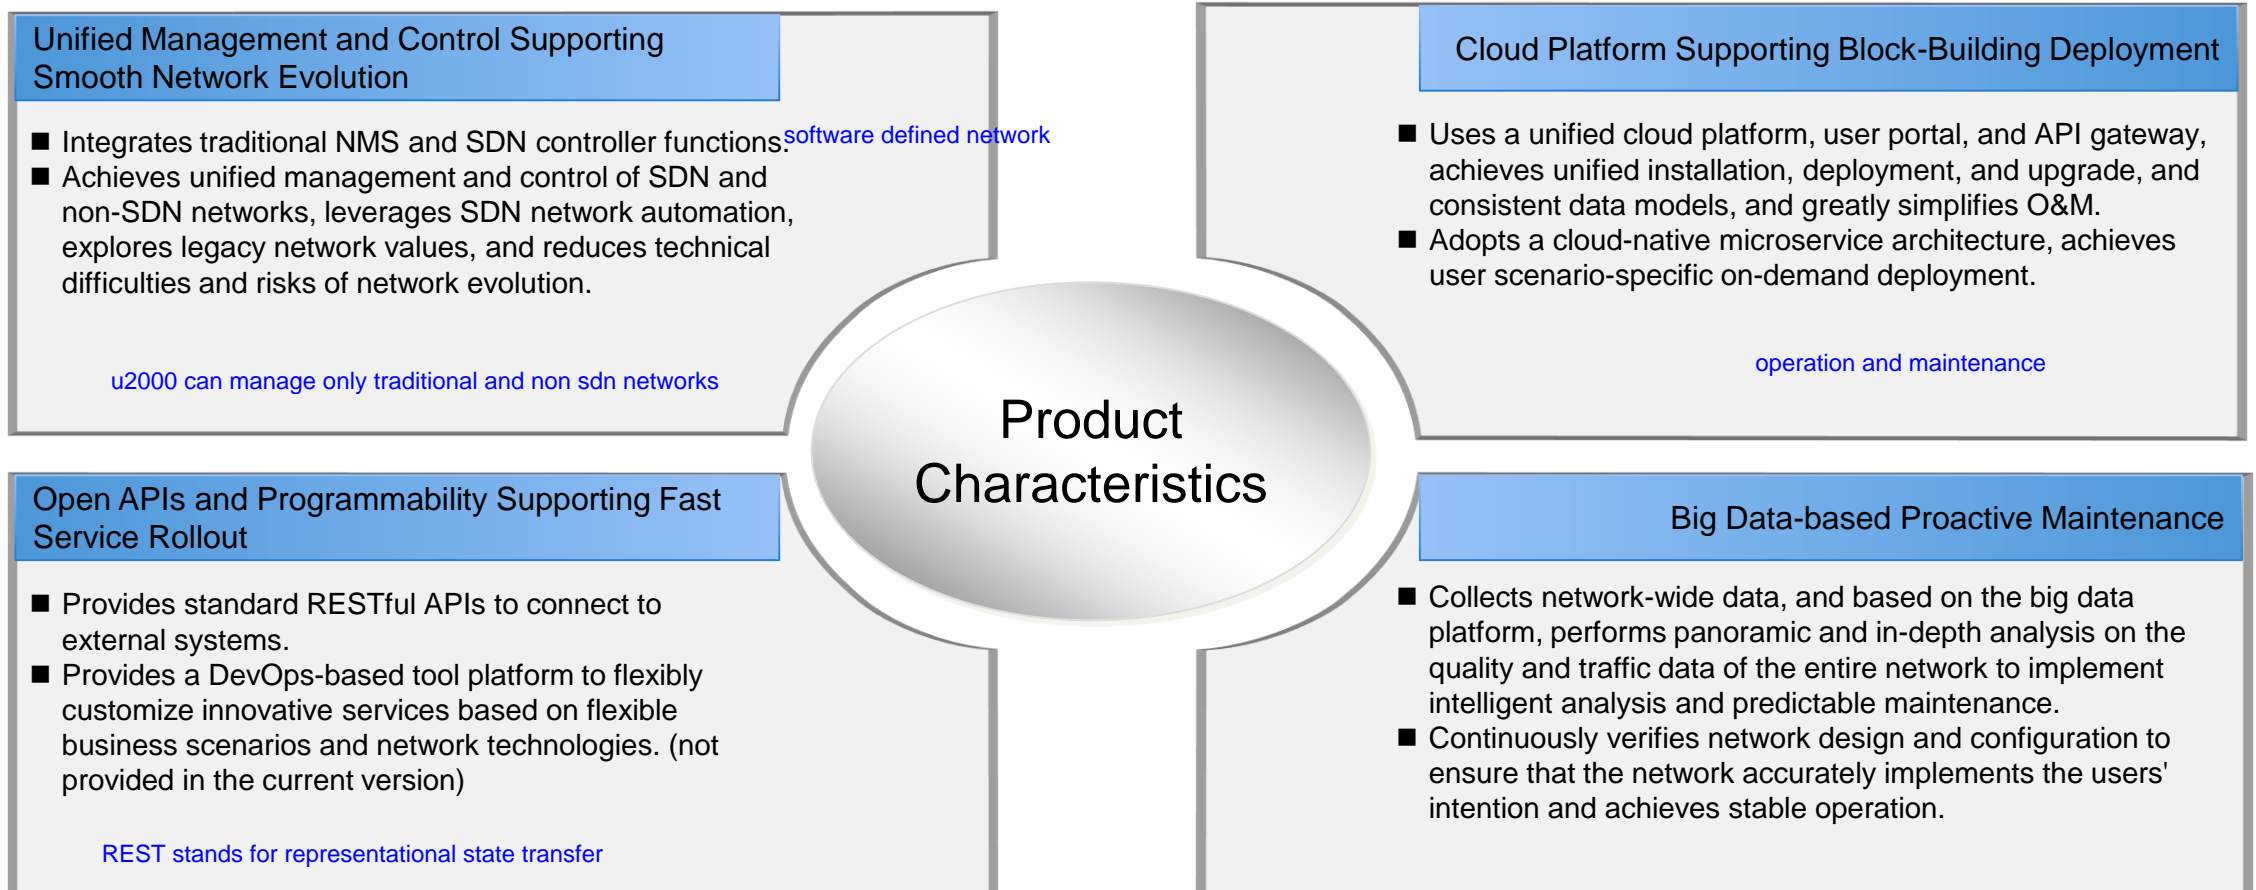 Unified Management and Control Supporting
Smooth Network Evolution
■ Integrates traditional NMS and SDN controller functions.
software defined network
■ Achieves unified management and control of SDN and
non-SDN networks, leverages SDN network automation,
explores legacy network values, and reduces technical
difficulties and risks of network evolution.
u2000 can manage only traditional and non sdn networks
Cloud Platform Supporting Block-Building Deployment
■ Uses a unified cloud platform, user portal, and API gateway,
achieves unified installation, deployment, and upgrade, and
consistent data models, and greatly simplifies O&M.
■ Adopts a cloud-native microservice architecture, achieves
user scenario-specific on-demand deployment.
operation and maintenance
Product
Characteristics
Open APIs and Programmability Supporting Fast
Service Rollout
■ Provides standard RESTful APIs to connect to
external systems.
■ Provides a DevOps-based tool platform to flexibly
customize innovative services based on flexible
business scenarios and network technologies. (not
provided in the current version)
REST stands for representational state transfer
Big Data-based Proactive Maintenance
■ Collects network-wide data, and based on the big data
platform, performs panoramic and in-depth analysis on the
quality and traffic data of the entire network to implement
intelligent analysis and predictable maintenance.
■ Continuously verifies network design and configuration to
ensure that the network accurately implements the users'
intention and achieves stable operation.